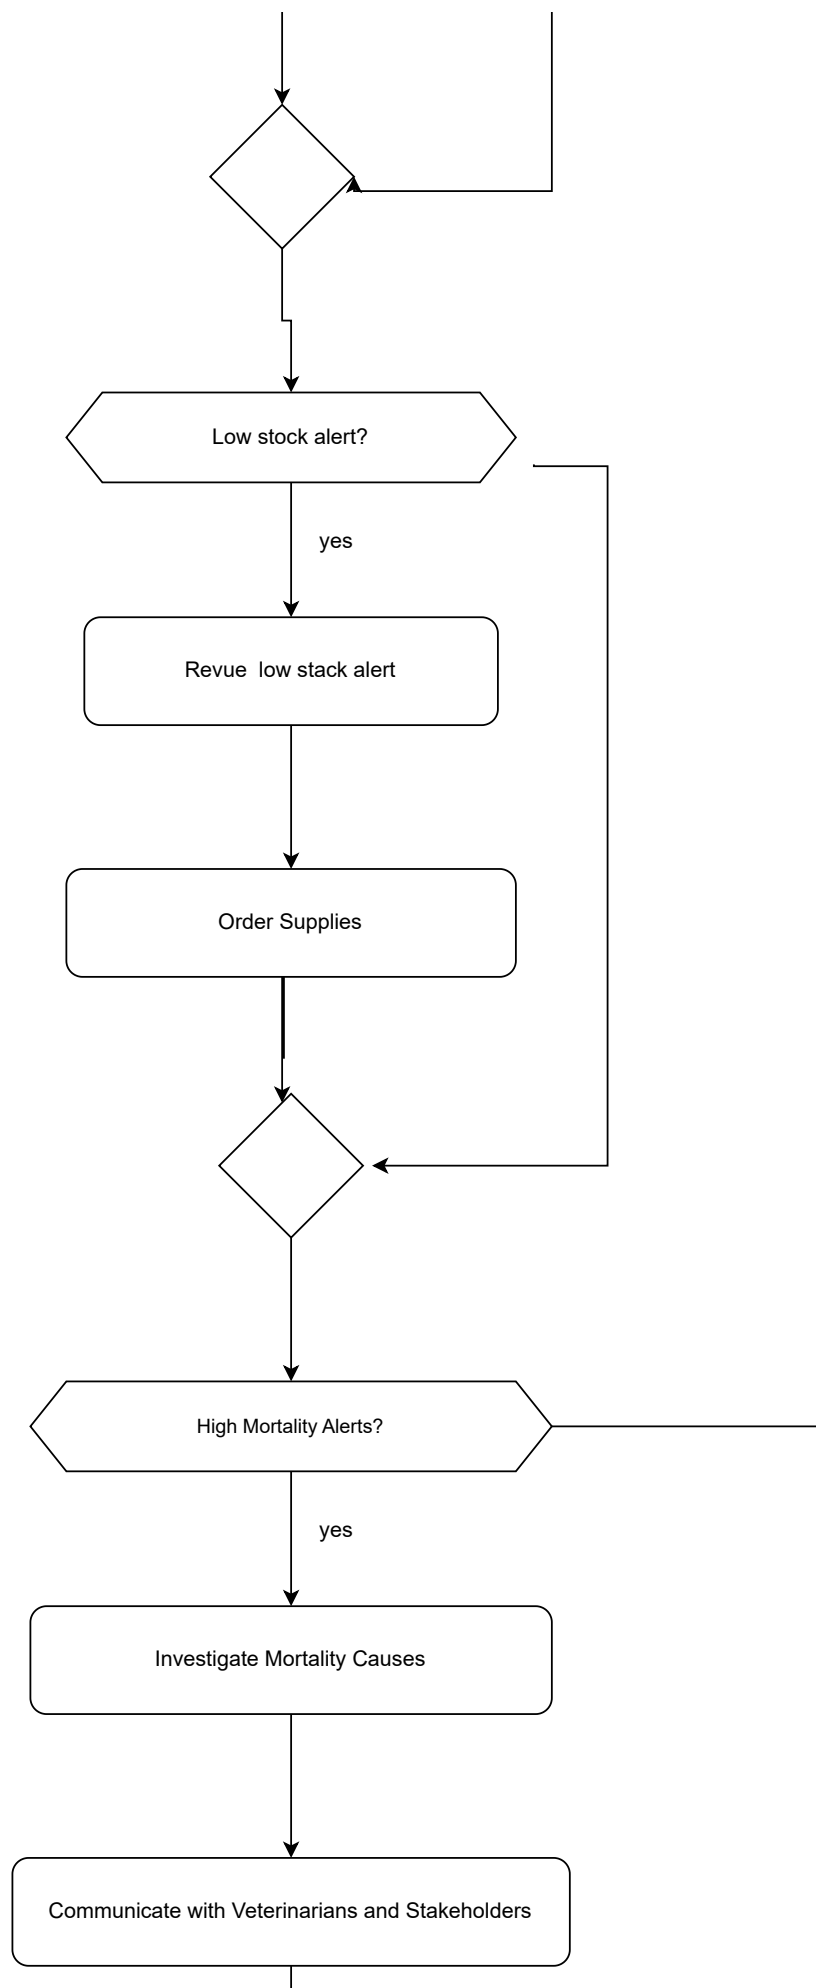 Low stock alert?
yes
Revue  low stack alert
Order Supplies
High Mortality Alerts?
yes
Investigate Mortality Causes
Communicate with Veterinarians and Stakeholders